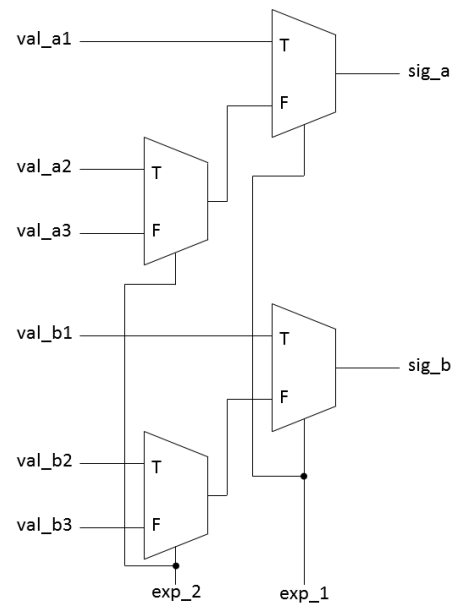 val_a1
T
sig_a
F
val_a2
T
val_a3
F
val_b1
T
sig_b
F
val_b2
T
val_b3
F
exp_2
exp_1